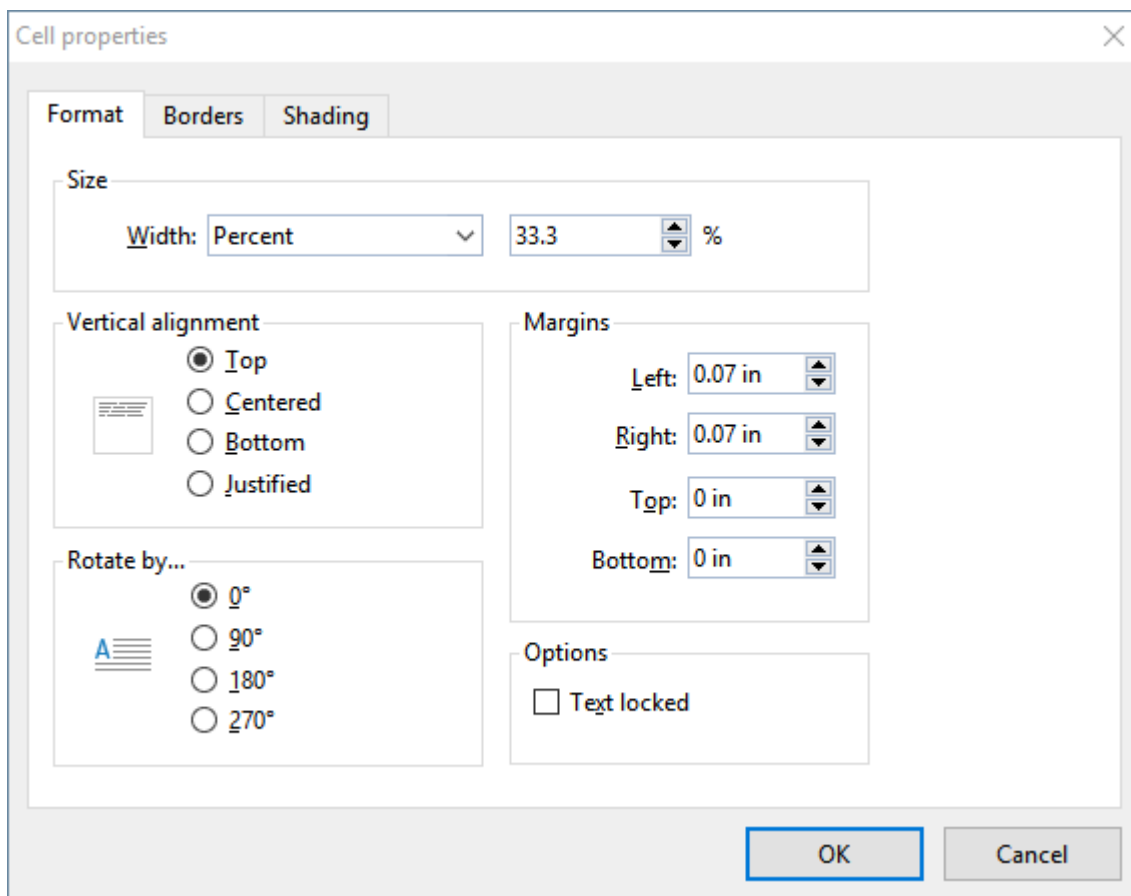 Cell properties
Format Borders Shading
Size
Width: Percent 33.3 %
Vertical alignment
Top
Centered
Bottom
Justified
Margins
Left: 0.07 in
Right: 0.07 in
Top: 0 in
Bottom: 0 in
Rotate by...
0°
90°
180°
270°
A
Options
Text locked
OK Cancel